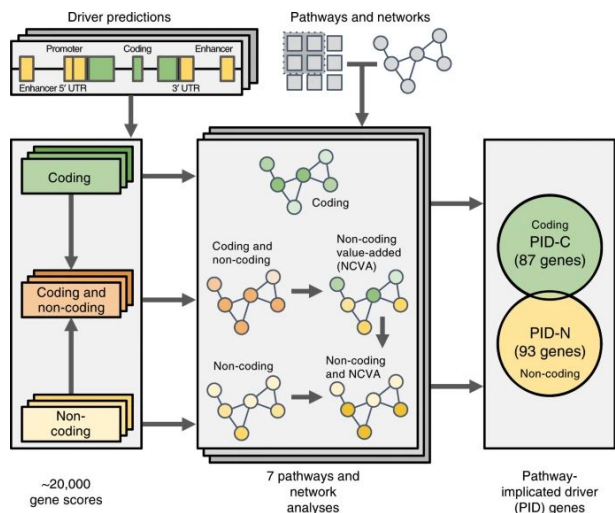 Driver predictions
Pathways and networks
Promoter
Coding
Enhancer
Enhancer 5′ UTR
3′ UTR
Coding
Coding and
non-coding
Non-
coding
Coding
Coding and
non-coding
Non-coding
value-added
(NCVA)
Non-coding
Non-coding
and NCVA
Coding
PID-C
(87 genes)
PID-N
(93 genes)
Non-coding
~20,000
gene scores
7 pathways and
network
analyses
Pathway-
implicated driver
(PID) genes